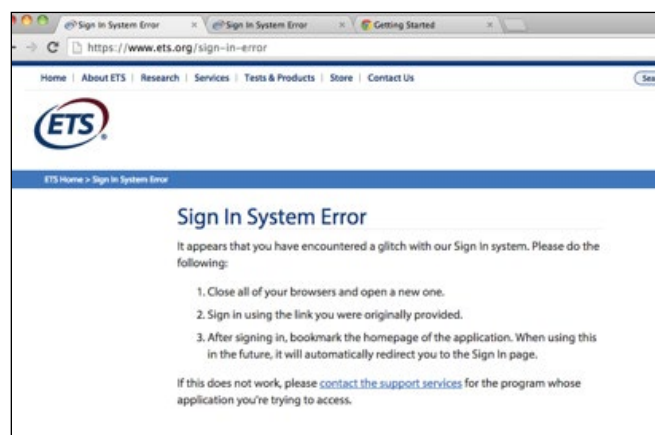 Sign In System Error
Sign In System Error
Getting Started
https://www.ets.org/sign-in-error
Home | About ETS | Research | Services | Tests & Products | Store | Contact Us
ETS
ETS Home > Sign In System Error
Sign In System Error
It appears that you have encountered a glitch with our Sign In system. Please do the
following:
1. Close all of your browsers and open a new one.
2. Sign in using the link you were originally provided.
3. After signing in, bookmark the homepage of the application. When using this
in the future, it will automatically redirect you to the Sign In page.
If this does not work, please contact the support services for the program whose
application you're trying to access.